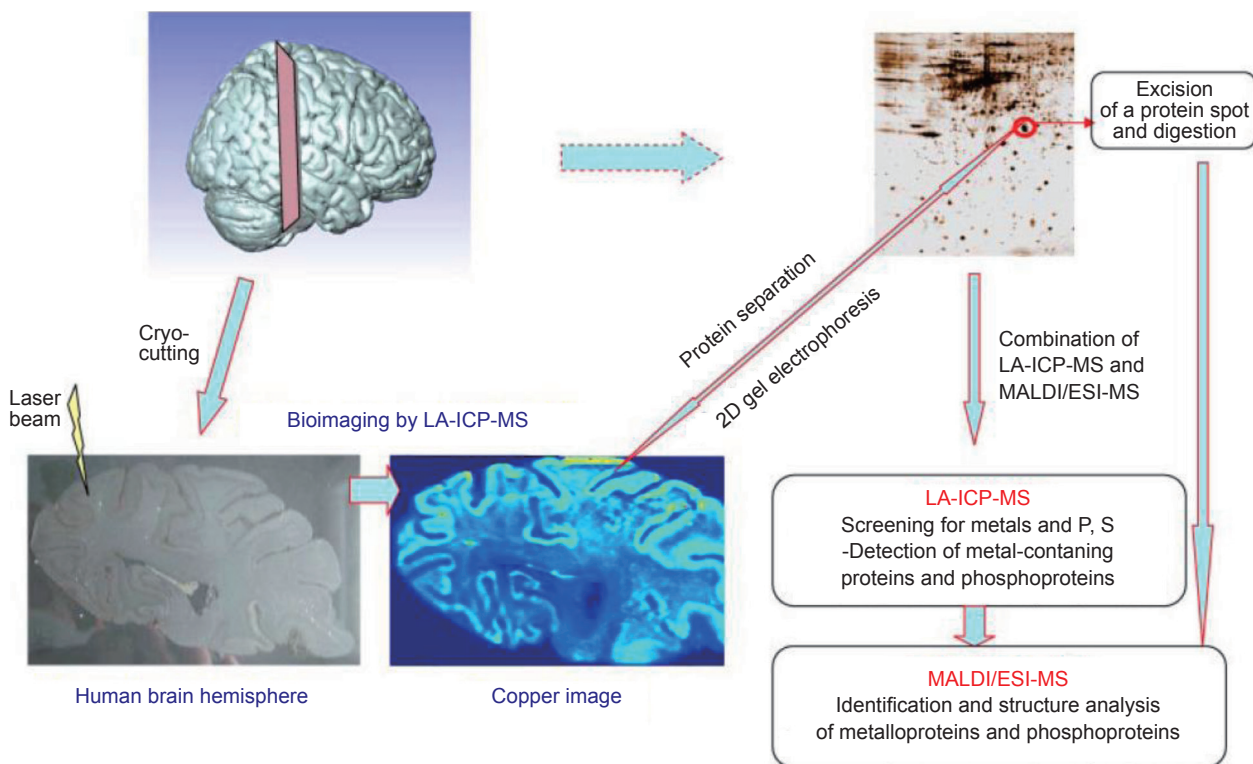 Excision
of a protein spot
and digestion
Cryo-
cutting
Laser
beam
Bioimaging by LA-ICP-MS
Protein separation
2D gel electrophoresis
Combination of
LA-ICP-MS and
MALDI/ESI-MS
Human brain hemisphere
Copper image
LA-ICP-MS
Screening for metals and P, S
-Detection of metal-contaning
proteins and phosphoproteins
MALDI/ESI-MS
Identification and structure analysis
of metalloproteins and phosphoproteins